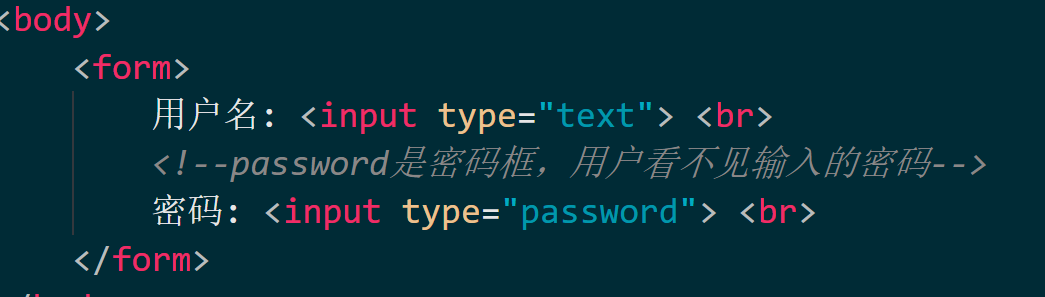 <body>
<form>
用户名：<input type="text"> <br>
<!--password是密码框，用户看不见输入的密码-->
密码：<input type="password"> <br>
</form>